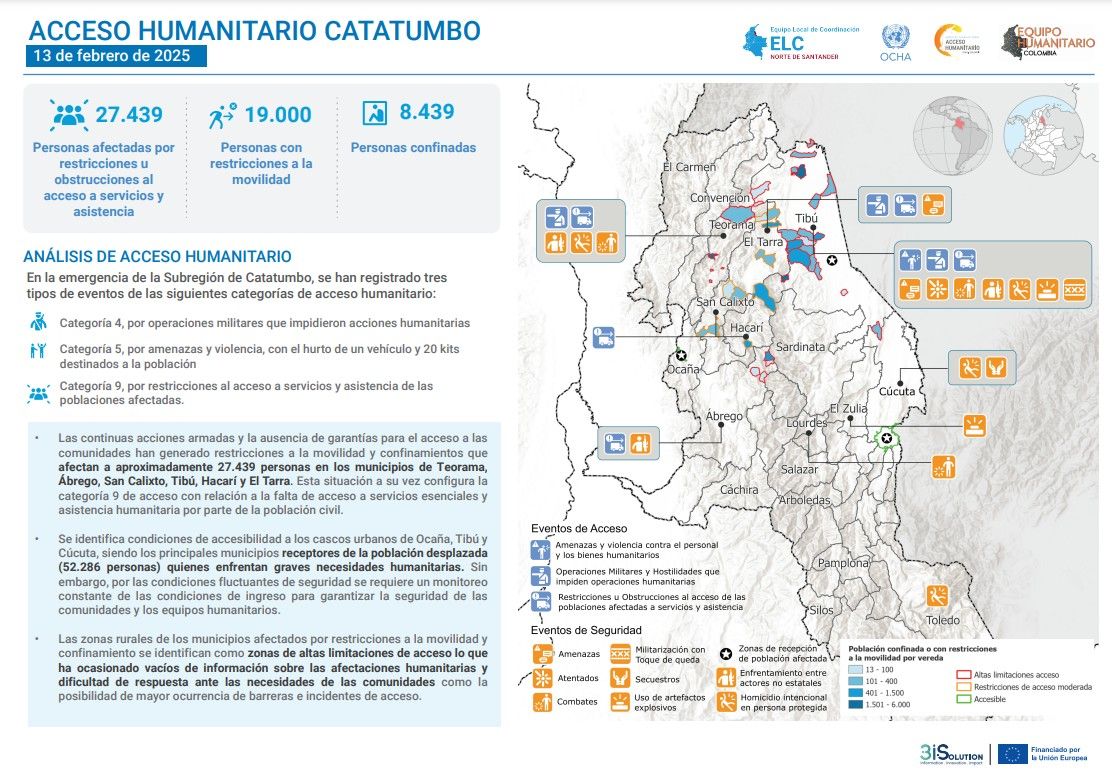 ACCESO HUMANITARIO CATATUMBO
13 de febrero de 2025
Equipo Local de Coordinación
ELC
NORTE DE SANTANDER
OCHA
ACCESO
HUMANITARIO
EQUIPO
HUMANITARIO
COLOMBIA
27.439
Personas afectadas por
restricciones u
obstrucciones al
acceso a servicios y
asistencia
19.000
Personas con
restricciones a la
movilidad
8.439
Personas confinadas
ANÁLISIS DE ACCESO HUMANITARIO
En la emergencia de la Subregión de Catatumbo, se han registrado tres
tipos de eventos de las siguientes categorías de acceso humanitario:
Categoría 4, por operaciones militares que impidieron acciones humanitarias
Categoría 5, por amenazas y violencia, con el hurto de un vehículo y 20 kits
destinados a la población
Categoría 9, por restricciones al acceso a servicios y asistencia de las
poblaciones afectadas.
• Las continuas acciones armadas y la ausencia de garantías para el acceso a las
comunidades han generado restricciones a la movilidad y confinamientos que
afectan a aproximadamente 27.439 personas en los municipios de Teorama,
Ábrego, San Calixto, Tibú, Hacarí y El Tarra. Esta situación a su vez configura la
categoría 9 de acceso con relación a la falta de acceso a servicios esenciales y
asistencia humanitaria por parte de la población civil.
• Se identifica condiciones de accesibilidad a los cascos urbanos de Ocaña, Tibú y
Cúcuta, siendo los principales municipios receptores de la población desplazada
(52.286 personas) quienes enfrentan graves necesidades humanitarias. Sin
embargo, por las condiciones fluctuantes de seguridad se requiere un monitoreo
constante de las condiciones de ingreso para garantizar la seguridad de las
comunidades y los equipos humanitarios.
• Las zonas rurales de los municipios afectados por restricciones a la movilidad y
confinamiento se identifican como zonas de altas limitaciones de acceso lo que
ha ocasionado vacíos de información sobre las afectaciones humanitarias y
dificultad de respuesta ante las necesidades de las comunidades como la
posibilidad de mayor ocurrencia de barreras e incidentes de acceso.
El Carmen
Convención
Teorama
Tibú
El Tarra
San Calixto
Hacarí
Sardinata
Ocaña
Cúcuta
Ábrego
El Zulia
Lourdes
Salazar
Cáchira
Arboledas
Pamplona
Silos
Toledo
Eventos de Acceso
Amenazas y violencia contra el personal
y los bienes humanitarios
Operaciones Militares y Hostilidades que
impiden operaciones humanitarias
Restricciones u Obstrucciones al acceso de las
poblaciones afectadas a servicios y asistencia
Eventos de Seguridad
Amenazas
Atentados
Combates
Militarización con
Toque de queda
Secuestros
Uso de artefactos
explosivos
Zonas de recepción
de población afectada
Enfrentamiento entre
actores no estatales
Homicidio intencional
en persona protegida
Población confinada o con restricciones
a la movilidad por vereda
13 - 100
101 - 400
401 - 1.500
1.501 - 6.000
Altas limitaciones acceso
Restricciones de acceso moderada
Accesible
3iSOLUTION
information. innovation. impact
Financiado por
la Unión Europea